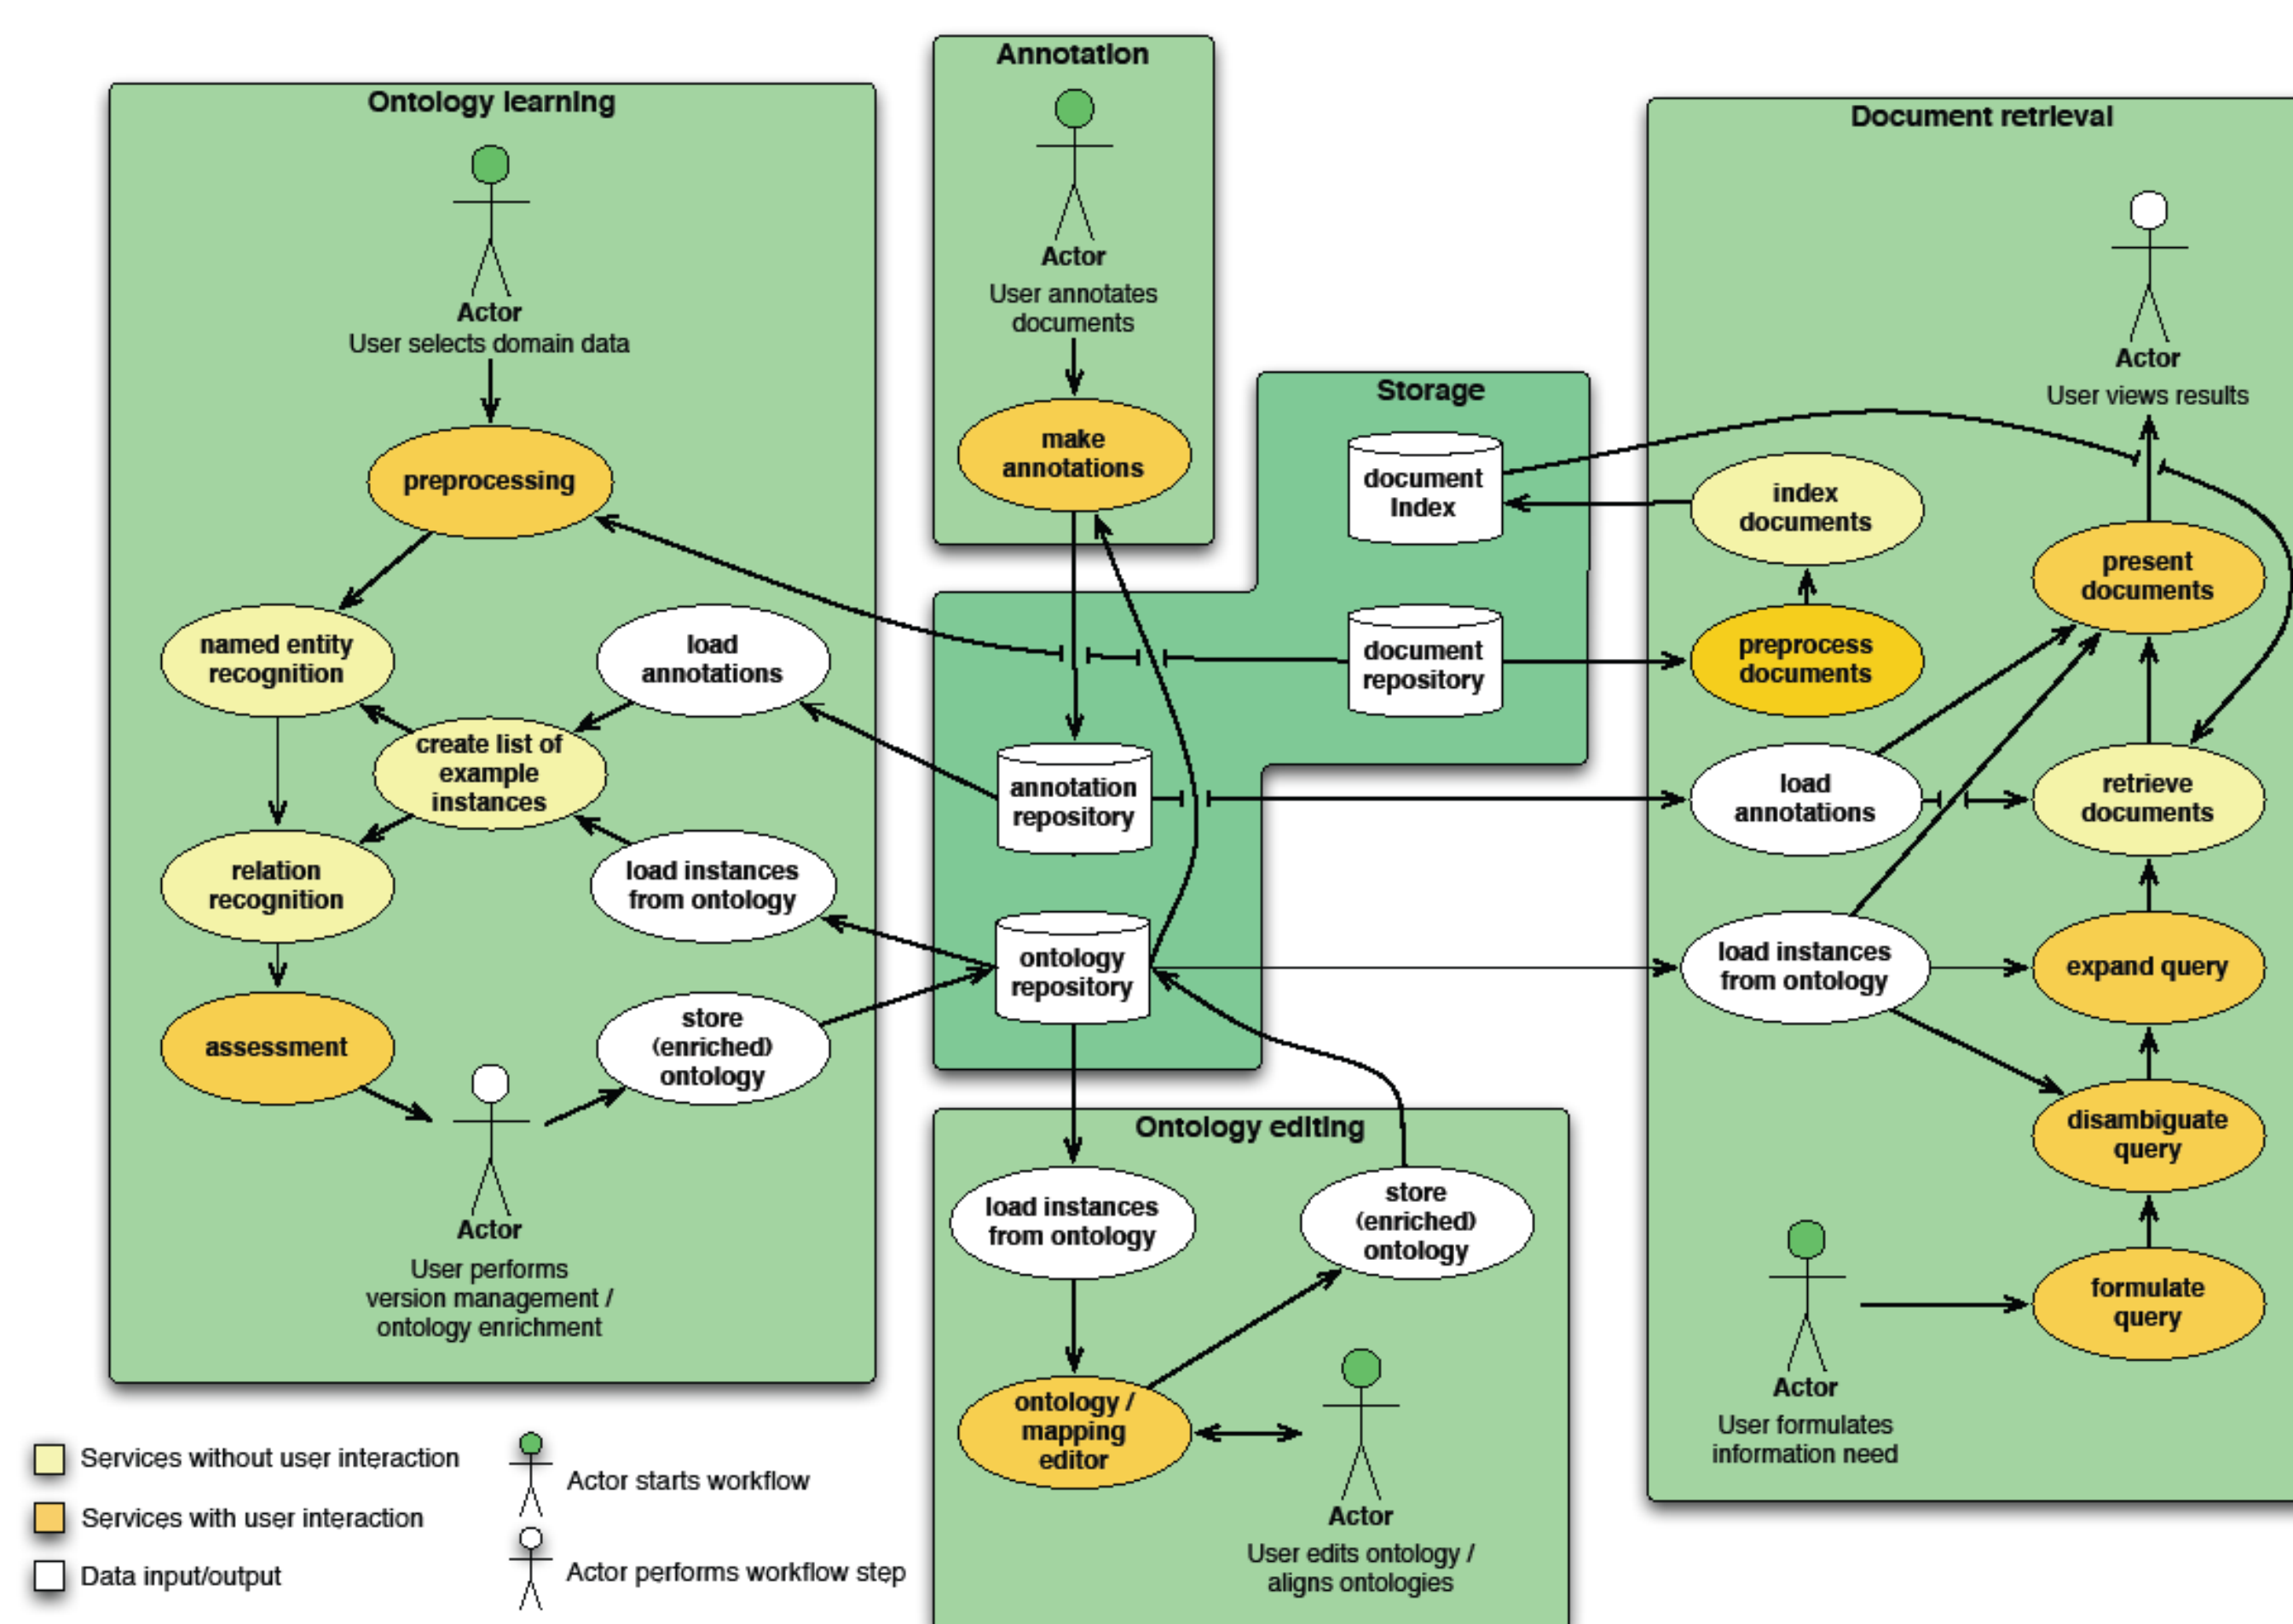 Ontology learning
Actor
User selects domain data
preprocessing
named entity
recognition
load
annotations
create list of
example
instances
relation
recognition
load instances
from ontology
assessment
store
(enriched)
ontology
Actor
User performs
version management /
ontology enrichment
Annotation
Actor
User annotates
documents
make
annotations
Storage
document
Index
document
repository
annotation
repository
ontology
repository
Ontology editing
load instances
from ontology
store
(enriched)
ontology
ontology /
mapping
editor
Actor
User edits ontology /
aligns ontologies
Document retrieval
Actor
User views results
index
documents
present
documents
preprocess
documents
load
annotations
retrieve
documents
load instances
from ontology
expand query
disambiguate
query
formulate
query
Actor
User formulates
information need
Services without user interaction
Services with user interaction
Data input/output
Actor starts workflow
Actor performs workflow step